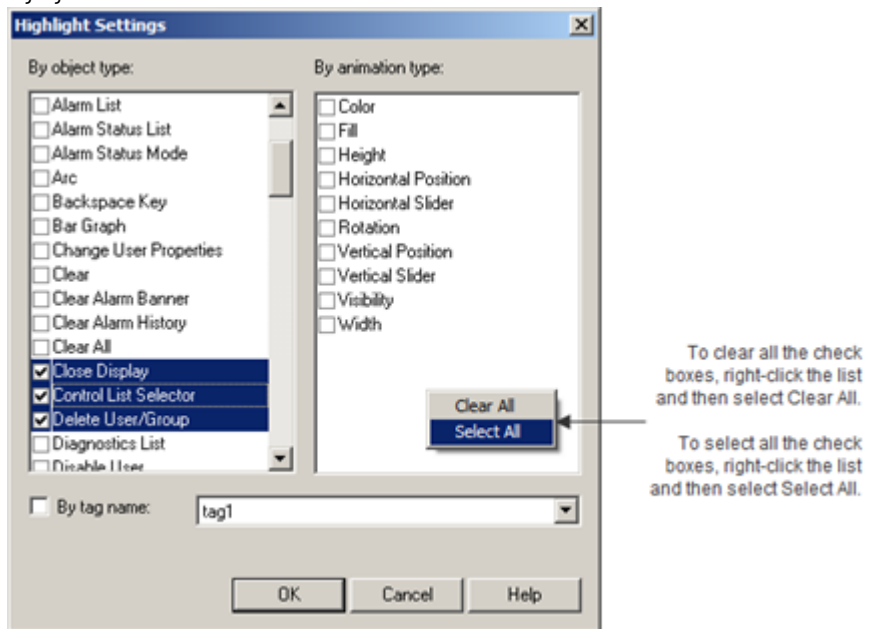 Highlight Settings
By object type:
Alarm List
Alarm Status List
Alarm Status Mode
Arc
Backspace Key
Bar Graph
Change User Properties
Clear
Clear Alarm Banner
Clear Alarm History
Clear All
Close Display
Control List Selector
Delete User/Group
Diagnostics List
Disable User
By animation type:
Color
Fill
Height
Horizontal Position
Horizontal Slider
Rotation
Vertical Position
Vertical Slider
Visibility
Width
Clear All
Select All
To clear all the check
boxes, right-click the list
and then select Clear All.
To select all the check
boxes, right-click the list
and then select Select All.
By tag name:
tag1
OK
Cancel
Help